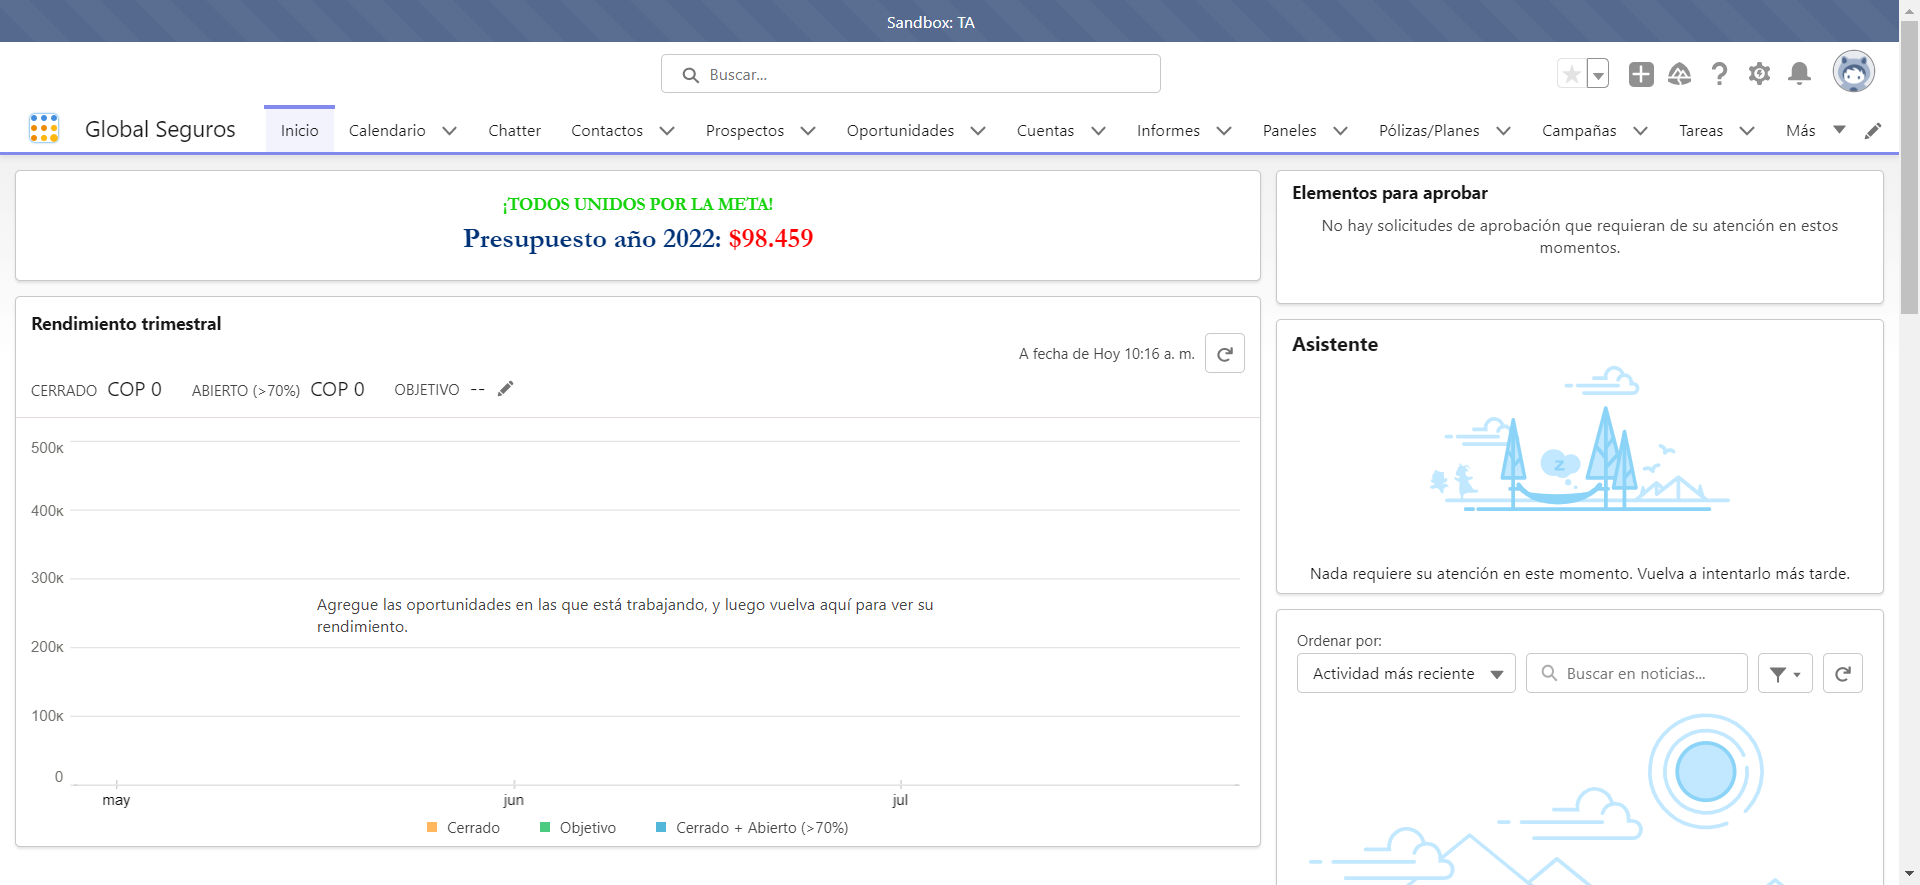 Sandbox: TA
Buscar...
Global Seguros
Inicio
Calendario
Chatter
Contactos
Prospectos
Oportunidades
Cuentas
Informes
Paneles
Pólizas/Planes
Campañas
Tareas
Más
¡TODOS UNIDOS POR LA META!
Presupuesto año 2022: $98.459
Rendimiento trimestral
A fecha de Hoy 10:16 a. m.
CERRADO COP 0 ABIERTO (>70%) COP 0 OBJETIVO --
500K
400K
300K
200K
100K
0
Agregue las oportunidades en las que está trabajando, y luego vuelva aquí para ver su
rendimiento.
may
jun
jul
Cerrado
Objetivo
Cerrado + Abierto (>70%)
Elementos para aprobar
No hay solicitudes de aprobación que requieran de su atención en estos
momentos.
Asistente
z
Nada requiere su atención en este momento. Vuelva a intentarlo más tarde.
Ordenar por:
Actividad más reciente
Buscar en noticias...